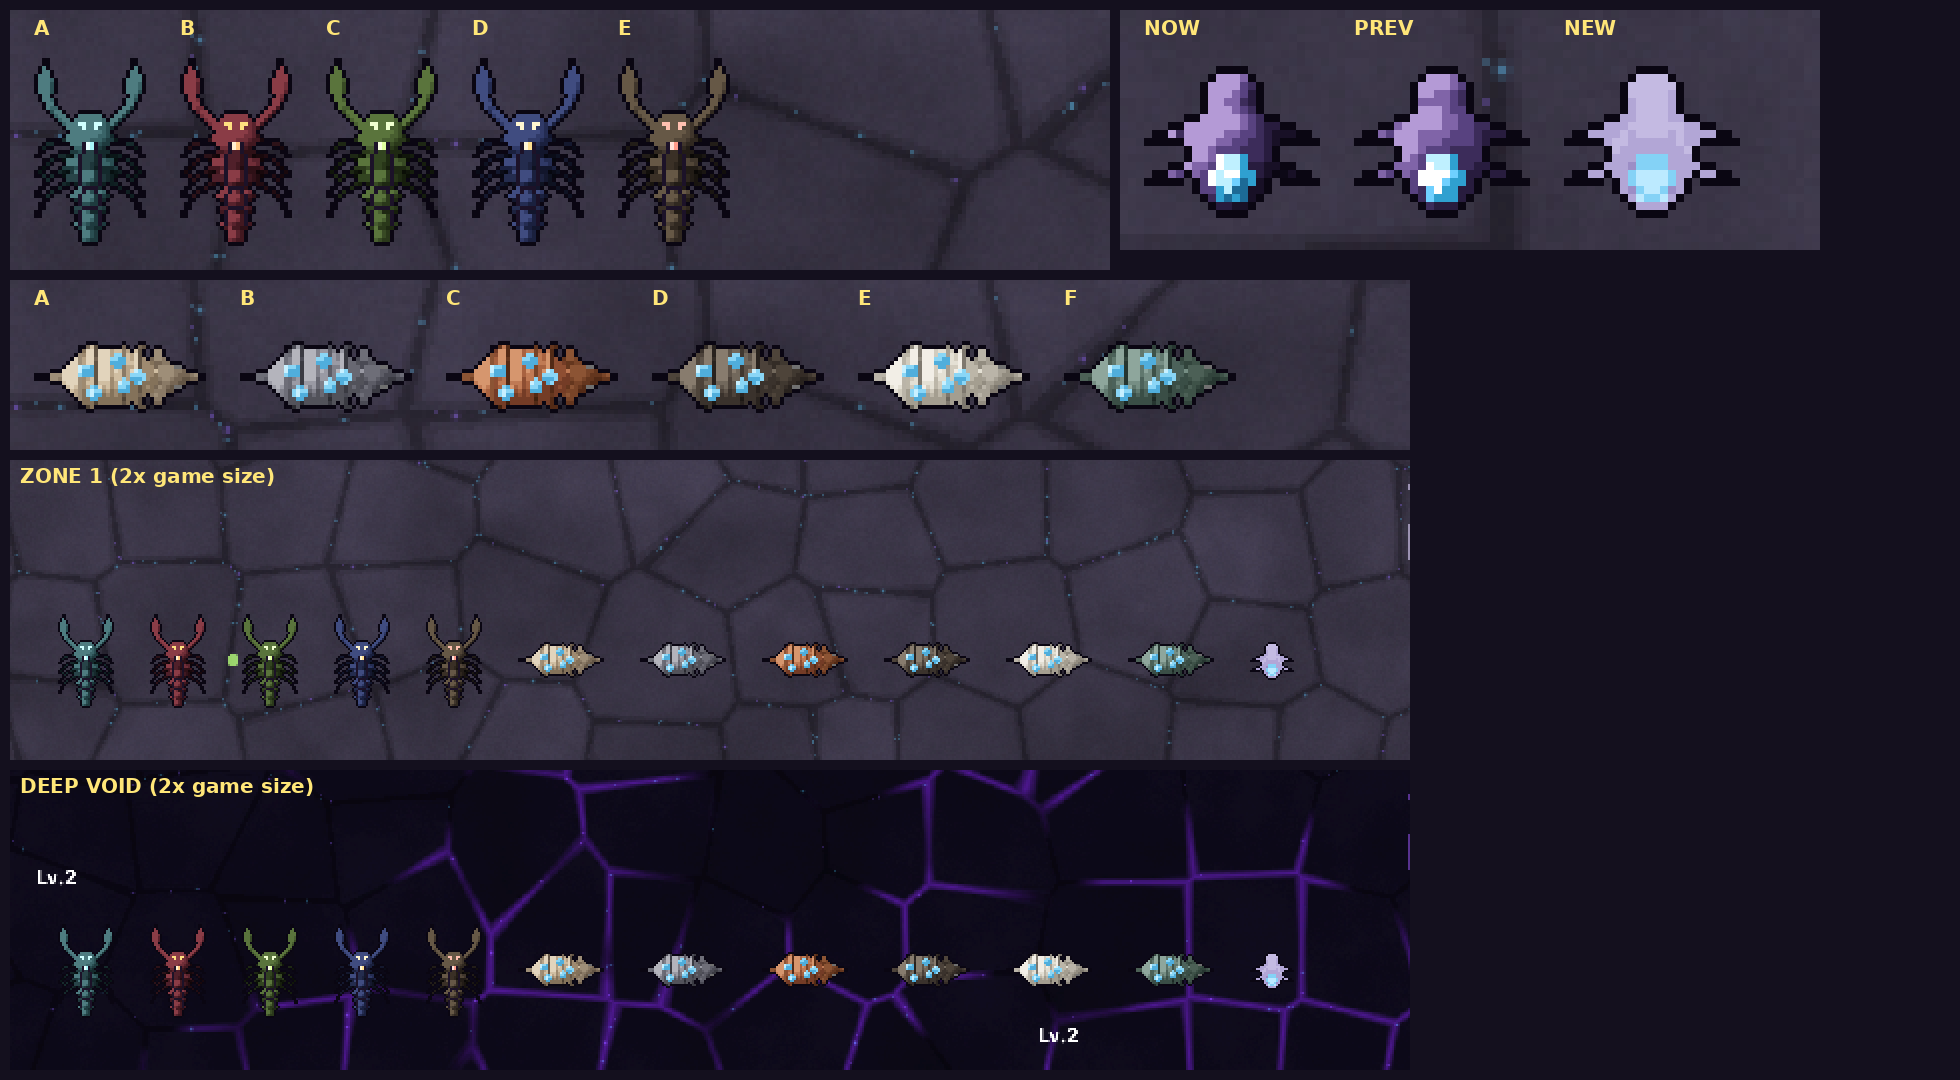 A B C D E
NOW PREV NEW
A B C D E F
ZONE 1 (2x game size)
DEEP VOID (2x game size)
Lv.2
Lv.2